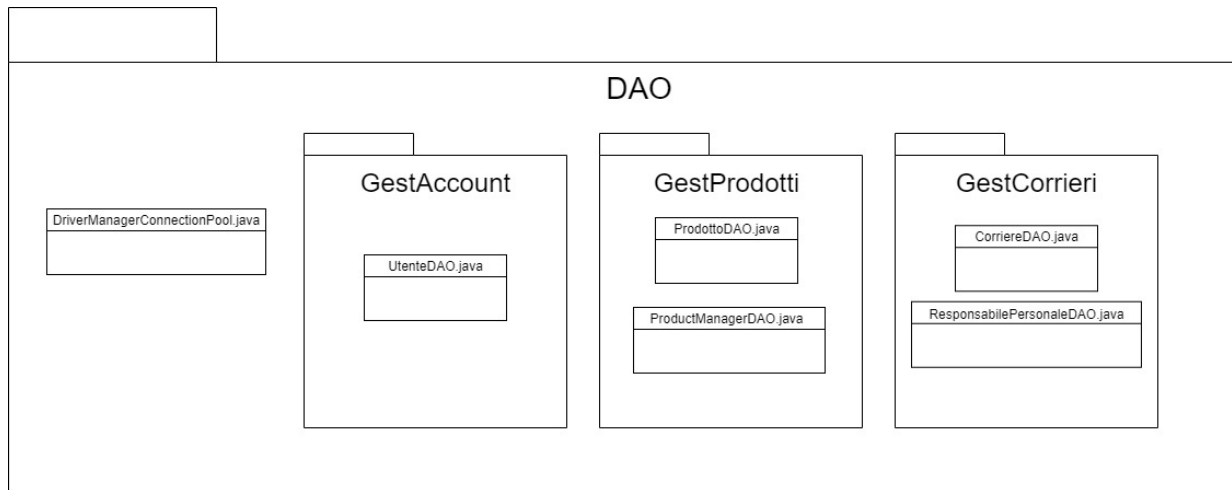 DAO
DriverManagerConnectionPool.java
GestAccount
UtenteDAO.java
GestProdotti
ProdottoDAO.java
ProductManagerDAO.java
GestCorrieri
CorriereDAO.java
ResponsabilePersonaleDAO.java